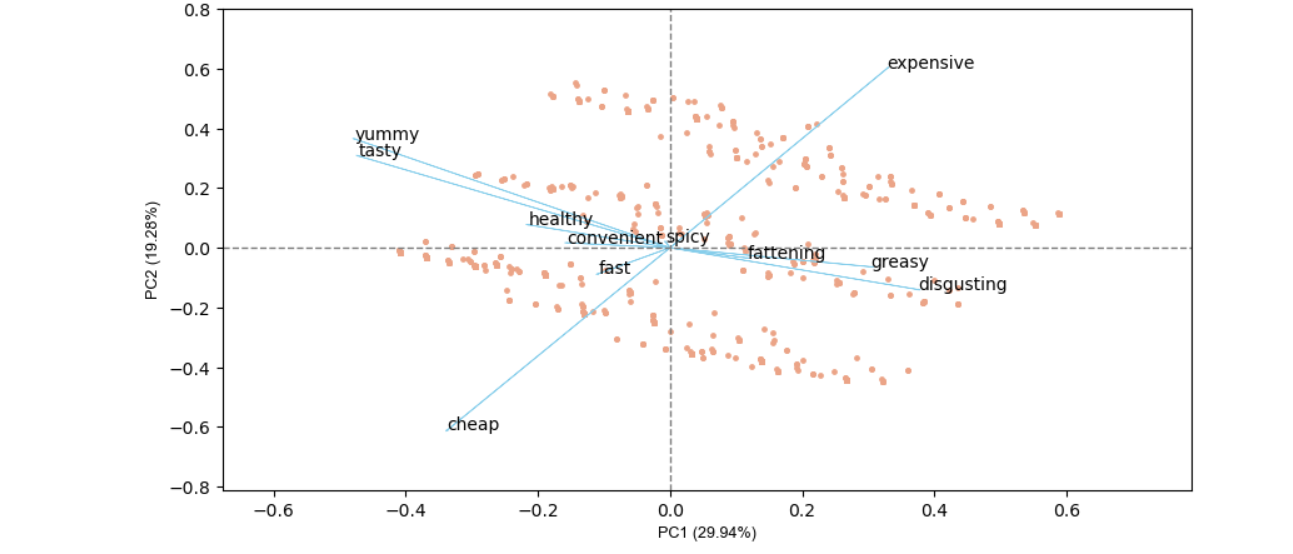 0.8
0.6
0.4
0.2
0.0
−0.2
−0.4
−0.6
−0.8
PC2 (19.28%)
expensive
yummy
tasty
healthy
convenient
spicy
fattening
fast
greasy
disgusting
cheap
−0.6
−0.4
−0.2
0.0
0.2
0.4
0.6
PC1 (29.94%)